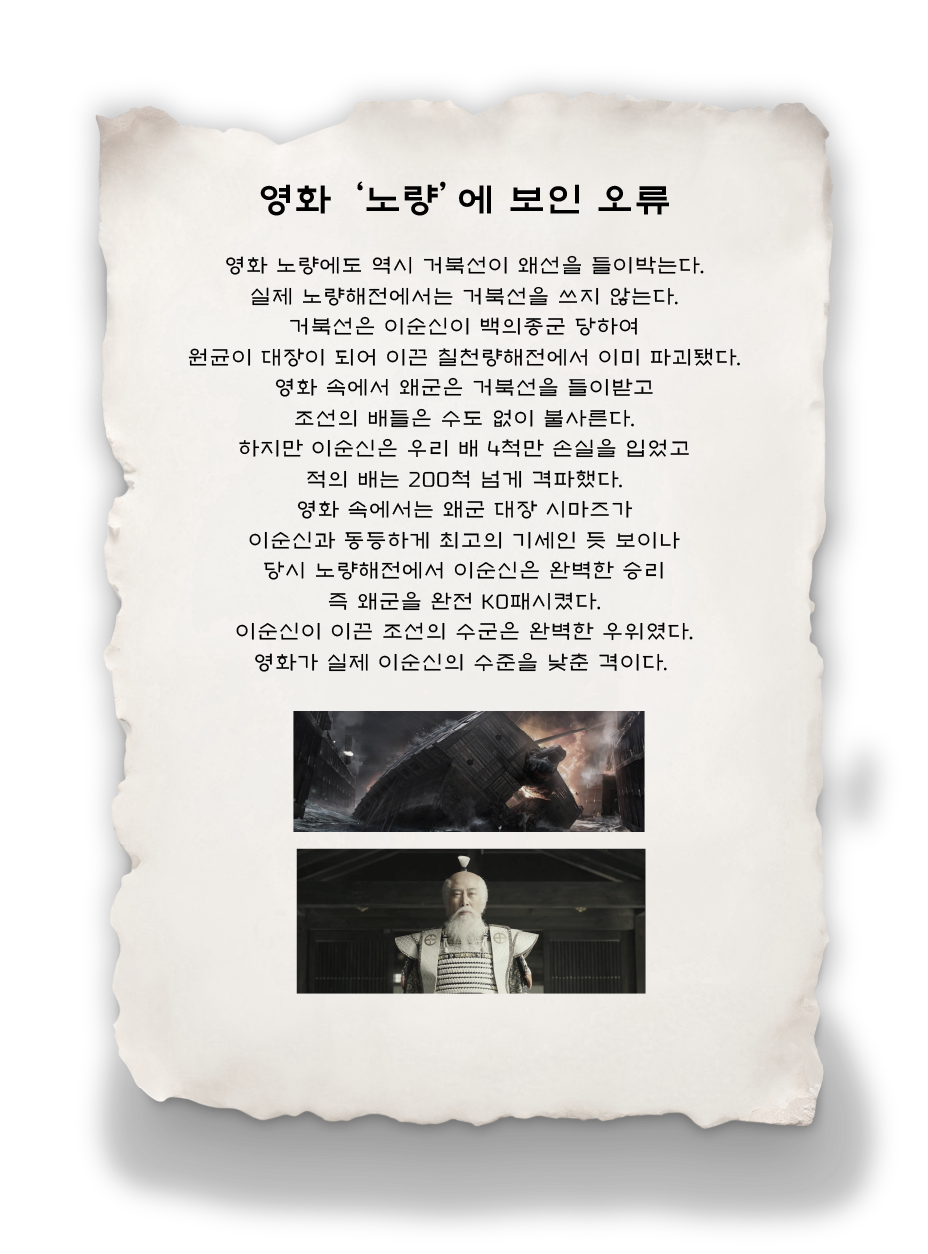 영화 ‘노량’에 보인 오류
영화 노량에도 역시 거북선이 왜선을 들이박는다.
실제 노량해전에서는 거북선을 쓰지 않는다.
거북선은 이순신이 백의종군 당하여
원균이 대장이 되어 이끈 칠천량해전에서 이미 파괴됐다.
영화 속에서 왜군은 거북선을 들이받고
조선의 배들은 수도 없이 불사른다.
하지만 이순신은 우리 배 4척만 손실을 입었고
적의 배는 200척 넘게 격파했다.
영화 속에서는 왜군 대장 시마즈가
이순신과 동등하게 최고의 기세인 듯 보이나
당시 노량해전에서 이순신은 완벽한 승리
즉 왜군을 완전 KO패시켰다.
이순신이 이끈 조선의 수군은 완벽한 우위였다.
영화가 실제 이순신의 수준을 낮춘 격이다.